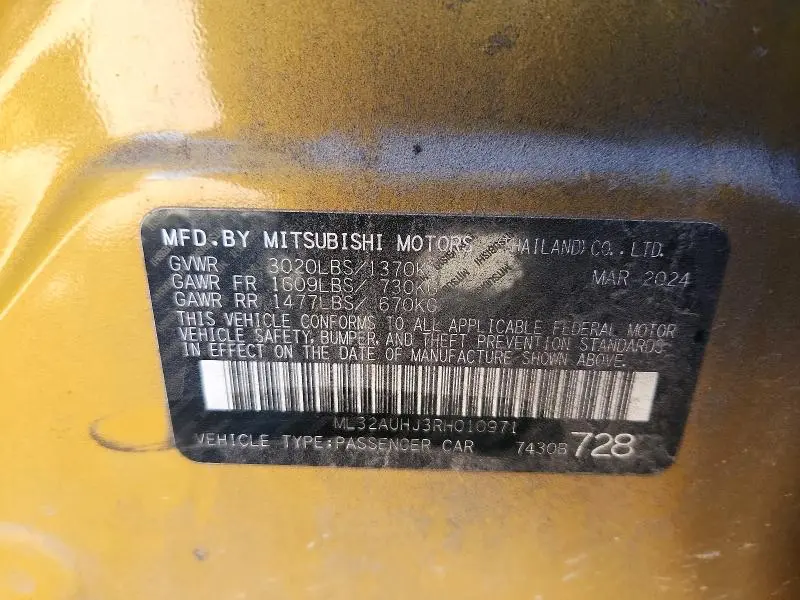 MFD.BY MITSUBISHI MOTORS (THAILAND) CO., LTD.
GVWR 3020LBS/1370KG MAR 2024
GAWR FR 1609LBS/ 730KG
GAWR RR 1477LBS/ 670KG
THIS VEHICLE CONFORMS TO ALL APPLICABLE FEDERAL MOTOR
VEHICLE SAFETY, BUMPER, AND THEFT PREVENTION STANDARDS
IN EFFECT ON THE DATE OF MANUFACTURE SHOWN ABOVE.
ML32AUHJ3RH010971
VEHICLE TYPE:PASSENGER CAR 7430B 728